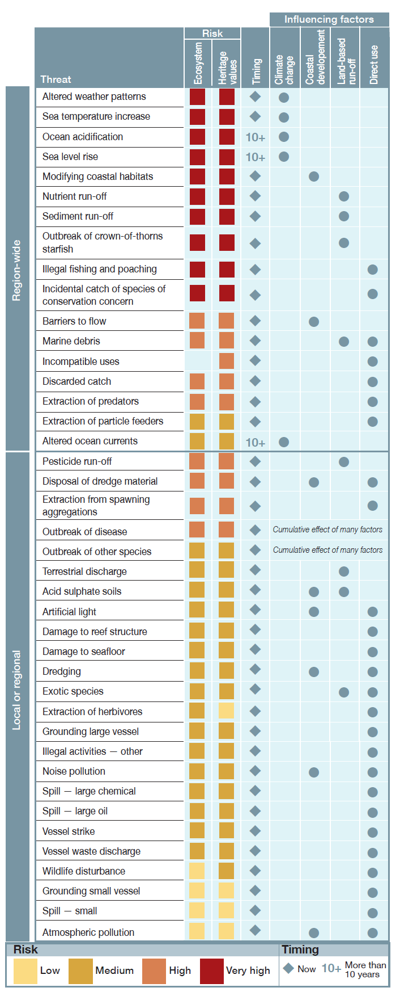 Influencing factors
Risk
Threat
Ecosystem
Heritage
values
Timing
Climate
change
Coastal
developement
Land-based
run-off
Direct use
Region-wide
Altered weather patterns
Sea temperature increase
Ocean acidification 10+
Sea level rise 10+
Modifying coastal habitats
Nutrient run-off
Sediment run-off
Outbreak of crown-of-thorns
starfish
Illegal fishing and poaching
Incidental catch of species of
conservation concern
Barriers to flow
Marine debris
Incompatible uses
Discarded catch
Extraction of predators
Extraction of particle feeders
Altered ocean currents 10+
Local or regional
Pesticide run-off
Disposal of dredge material
Extraction from spawning
aggregations
Outbreak of disease Cumulative effect of many factors
Outbreak of other species Cumulative effect of many factors
Terrestrial discharge
Acid sulphate soils
Artificial light
Damage to reef structure
Damage to seafloor
Dredging
Exotic species
Extraction of herbivores
Grounding large vessel
Illegal activities — other
Noise pollution
Spill — large chemical
Spill — large oil
Vessel strike
Vessel waste discharge
Wildlife disturbance
Grounding small vessel
Spill — small
Atmospheric pollution
Risk Timing
Low Medium High Very high Now 10+ More than
10 years